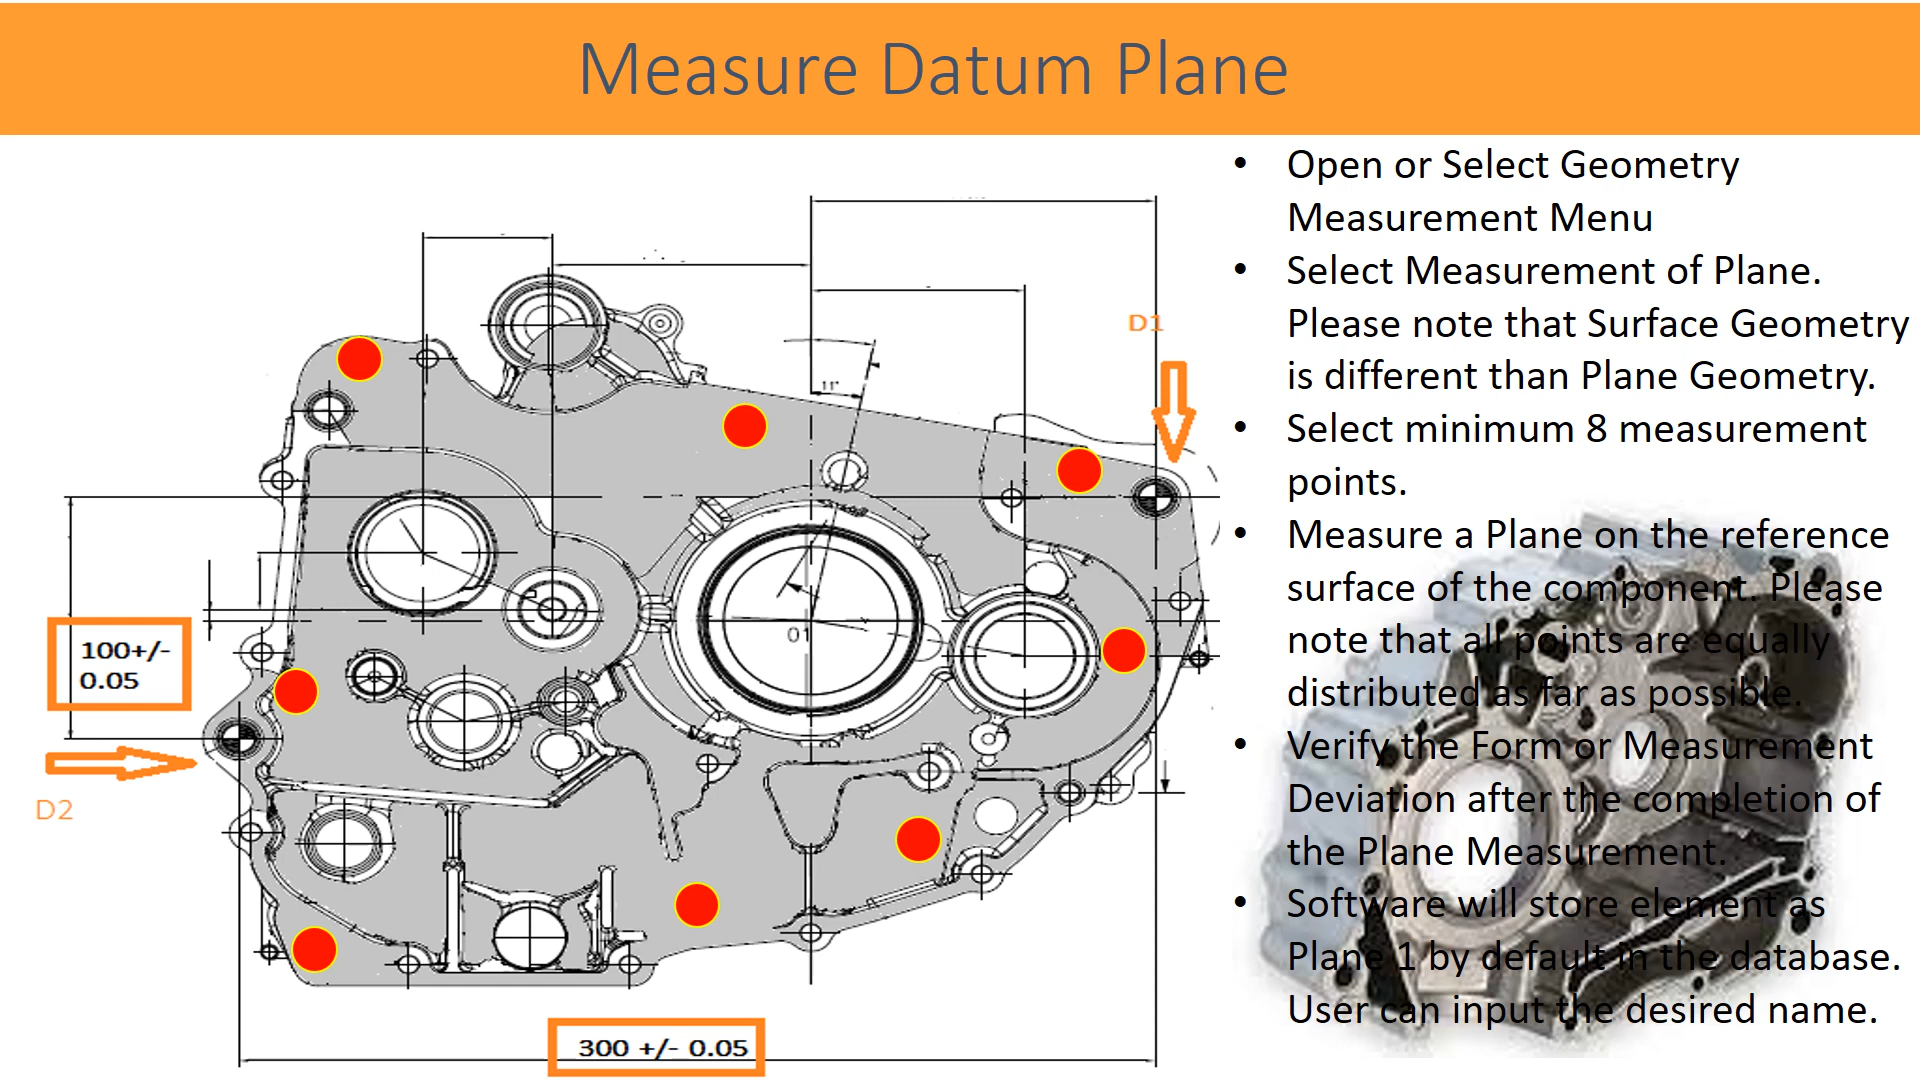 Measure Datum Plane
• Open or Select Geometry
Measurement Menu
• Select Measurement of Plane.
Please note that Surface Geometry
is different than Plane Geometry.
• Select minimum 8 measurement
points.
• Measure a Plane on the reference
surface of the component. Please
note that all points are equally
distributed as far as possible.
• Verify the Form or Measurement
Deviation after the completion of
the Plane Measurement.
• Software will store element as
Plane 1 by default in the database.
User can input the desired name.
D1
11°
01
100+/-
0.05
D2
300 +/- 0.05